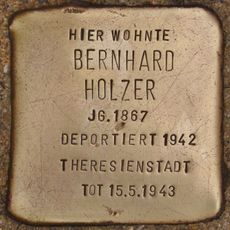 HIER WOHNTE
BERNHARD
HOLZER
JG. 1867
DEPORTIERT 1942
THERESIENSTADT
TOT 15.5.1943